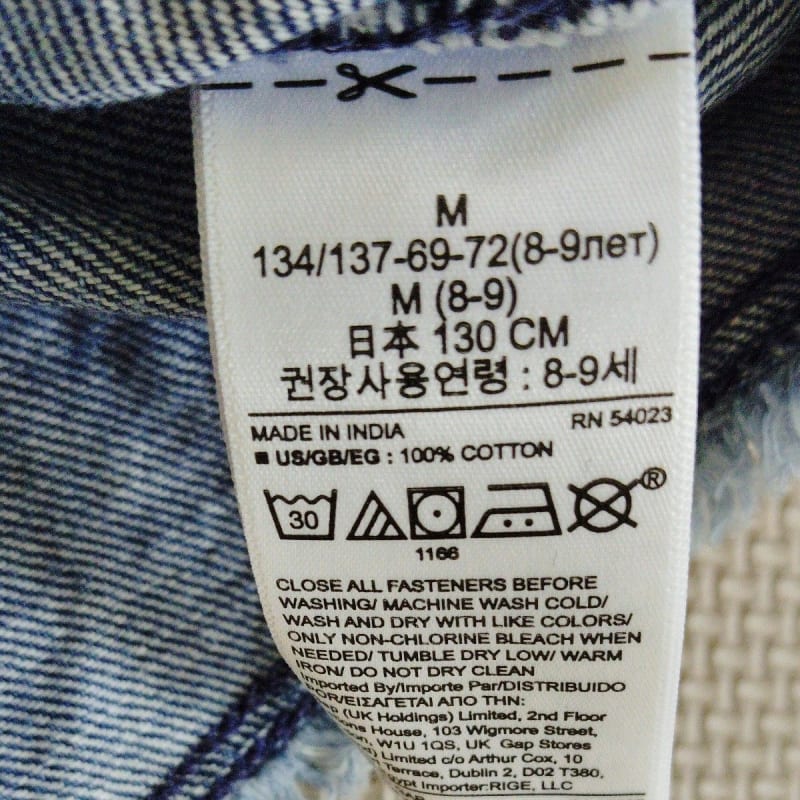 M
134/137-69-72(8-9лет)
M (8-9)
日本 130 CM
권장사용연령 : 8-9세
MADE IN INDIA
RN 54023
■ US/GB/EG : 100% COTTON
30
®
1166
CLOSE ALL FASTENERS BEFORE
WASHING/ MACHINE WASH COLD/
WASH AND DRY WITH LIKE COLORS/
ONLY NON-CHLORINE BLEACH WHEN
NEEDED/ TUMBLE DRY LOW/ WARM
IRON/ DO NOT DRY CLEAN
Imported By/Importe Par/DISTRIBUIDO
POR/ΕΙΣΑΓΕΤΑΙ ΑΠΟ ΤΗΝ:
(UK Holdings) Limited, 2nd Floor
House, 103 Wigmore Street,
W1U 1QS, UK Gap Stores
Limited c/o Arthur Cox, 10
Terrace, Dublin 2, D02 T380,
Importer:RIGE, LLC